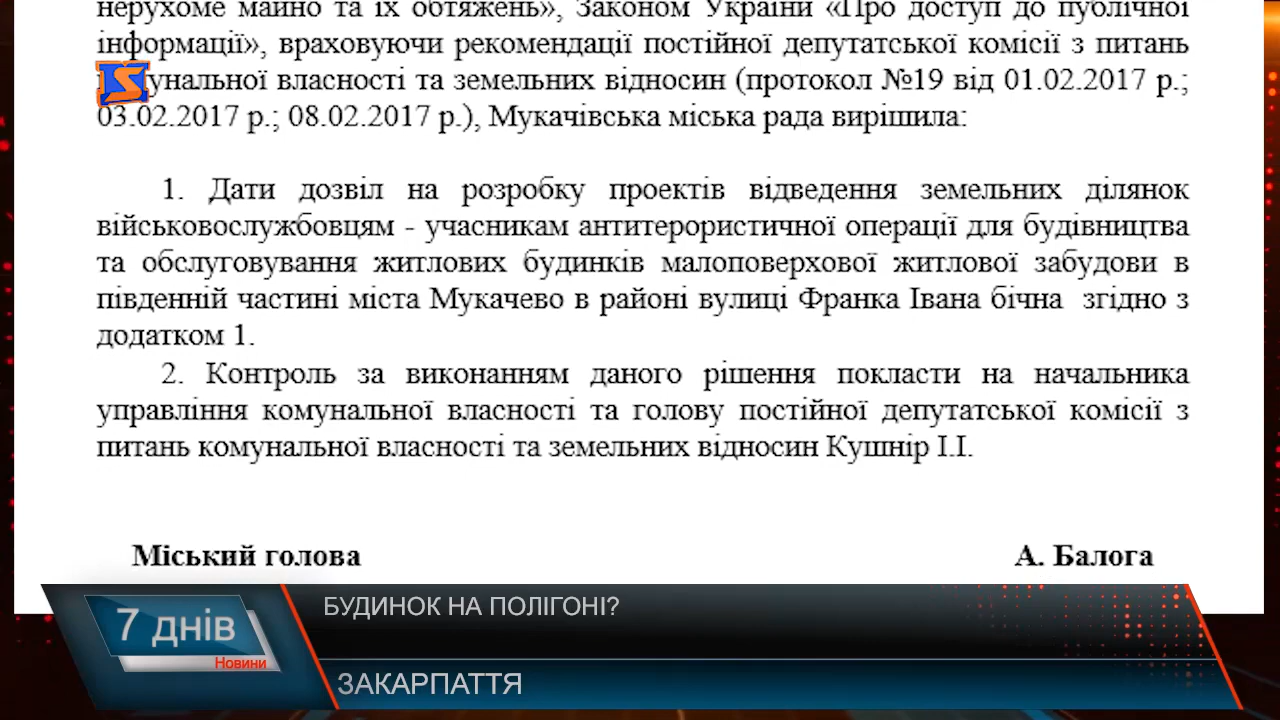 нерухоме майно та їх обтяжень», Законом України «Про доступ до публічної
інформації», враховуючи рекомендації постійної депутатської комісії з питань
унальної власності та земельних відносин (протокол №19 від 01.02.2017 р.;
03.02.2017 р.; 08.02.2017 р.), Мукачівська міська рада вирішила:
1. Дати дозвіл на розробку проектів відведення земельних ділянок
військовослужбовцям - учасникам антитерористичної операції для будівництва
та обслуговування житлових будинків малоповерхової житлової забудови в
південній частині міста Мукачево в районі вулиці Франка Івана бічна згідно з
додатком 1.
2. Контроль за виконанням даного рішення покласти на начальника
управління комунальної власності та голову постійної депутатської комісії з
питань комунальної власності та земельних відносин Кушнір І.І.
Міський голова А. Балога
БУДИНОК НА ПОЛІГОНІ?
7 днів
Новини
ЗАКАРПАТТЯ